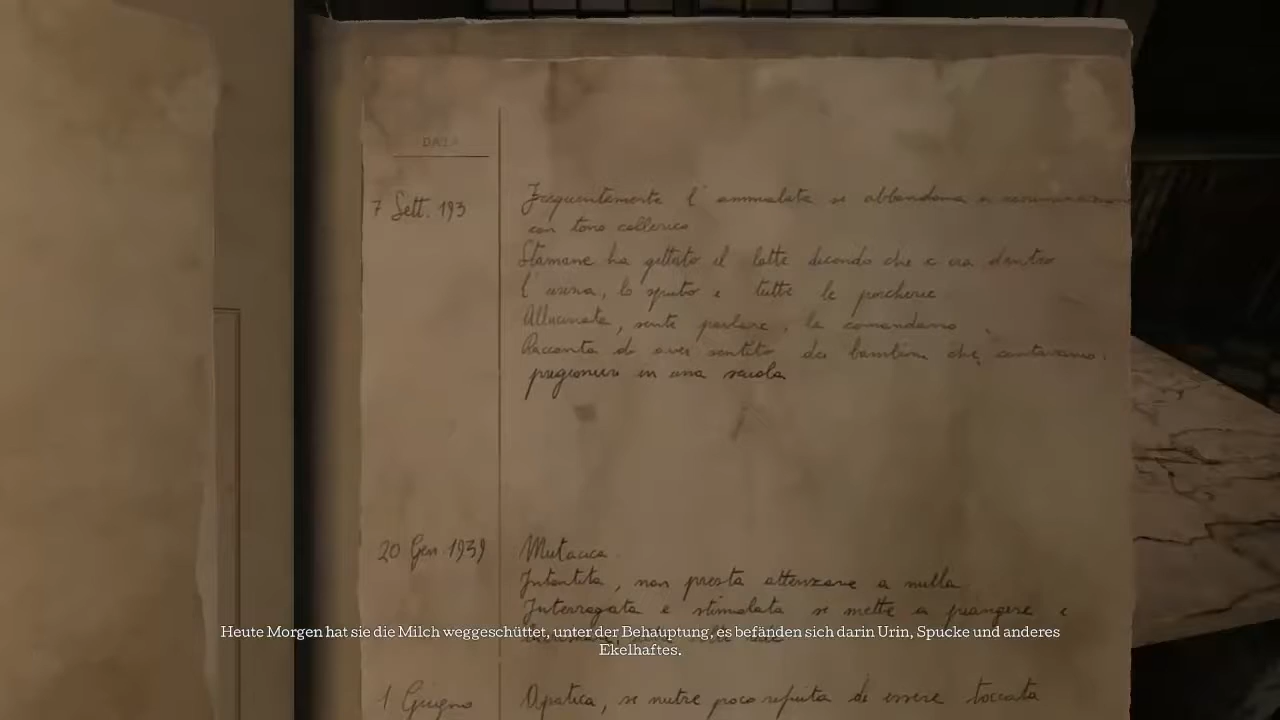 DATA
7 Sett. 193
Frequentemente l' ammalata si abbandona a
con tono collerico
Stamane ha gettato il latte dicendo che c era dentro
l' urina, lo sputo e tutte le porcherie
Allucinata, sente parlare, la comandano
Racconta di aver sentito dei bambini che cantavano,
prigionieri in una scuola
20 Gen 1939
Mutacica
Intontita, non presta attenzione a nulla
Interrogata e stimolata si mette a piangere e
Heute Morgen hat sie die Milch weggeschüttet, unter der Behauptung, es befänden sich darin Urin, Spucke und anderes
Ekelhaftes.
1 Giugno
Apatica, si nutre poco rifiuta di essere toccata